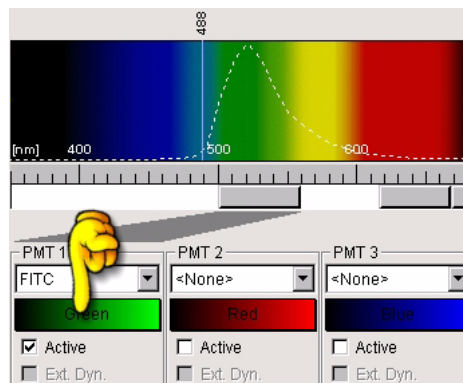 488
[nm] 400 500 600
PMT 1 PMT 2 PMT 3
FITC <None> <None>
Green Red Blue
Active Active Active
Ext. Dyn. Ext. Dyn. Ext. Dyn.